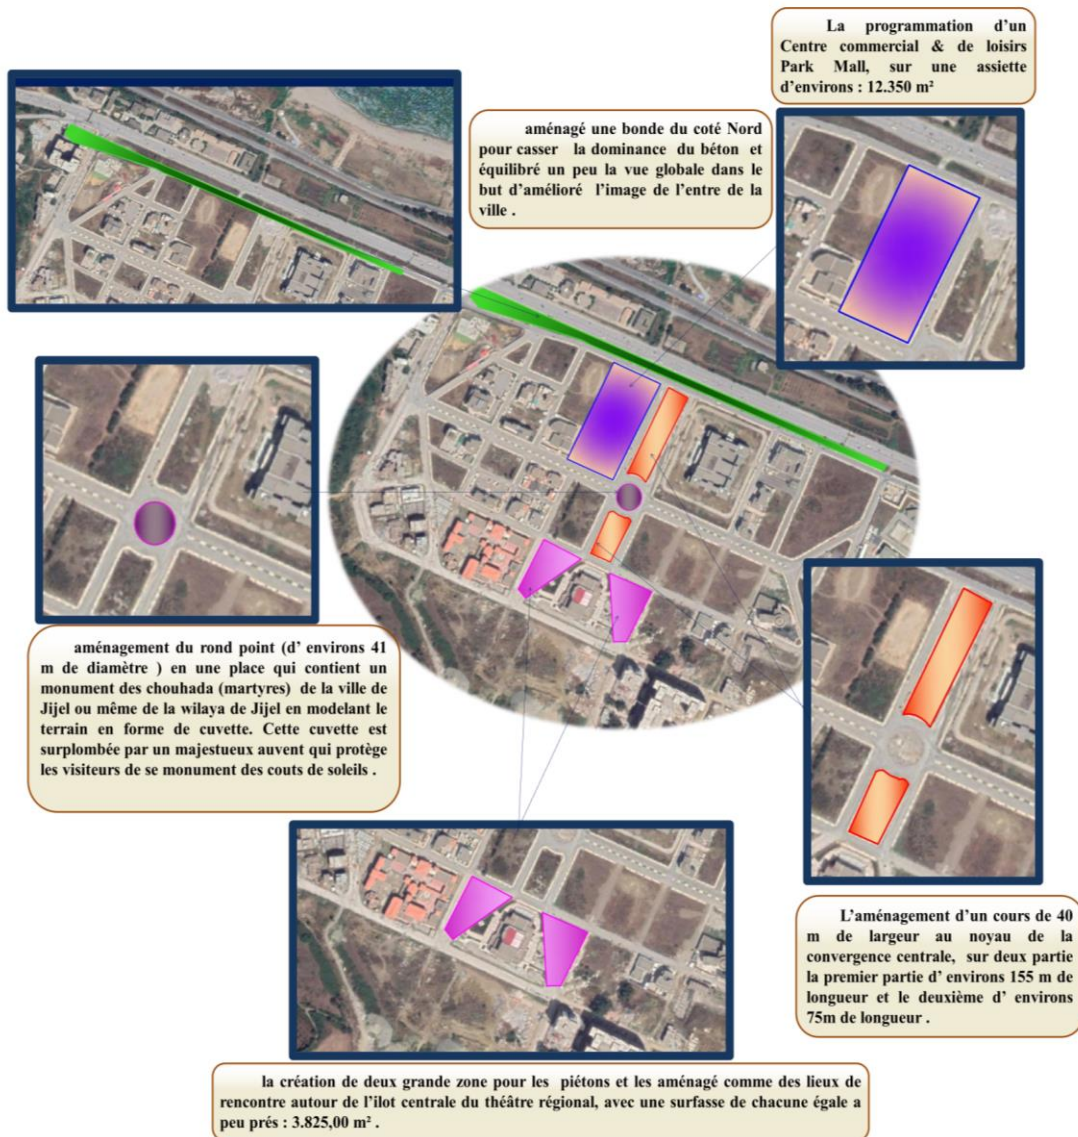 La programmation d'un
Centre commercial & de loisirs
Park Mall, sur une assiette
d'environs : 12.350 m²
aménagé une bonde du coté Nord
pour casser la dominance du béton et
équilibré un peu la vue globale dans le
but d'amélioré l'image de l'entre de la
ville .
aménagement du rond point (d' environs 41
m de diamètre ) en une place qui contient un
monument des chouhada (martyres) de la ville de
Jijel ou même de la wilaya de Jijel en modelant le
terrain en forme de cuvette. Cette cuvette est
surplombée par un majestueux auvent qui protège
les visiteurs de se monument des couts de soleils .
L'aménagement d'un cours de 40
m de largeur au noyau de la
convergence centrale, sur deux partie
la premier partie d' environs 155 m de
longueur et le deuxième d' environs
75m de longueur .
la création de deux grande zone pour les piétons et les aménagé comme des lieux de
rencontre autour de l'ilot centrale du théâtre régional, avec une surfasse de chacune égale a
peu prés : 3.825,00 m² .